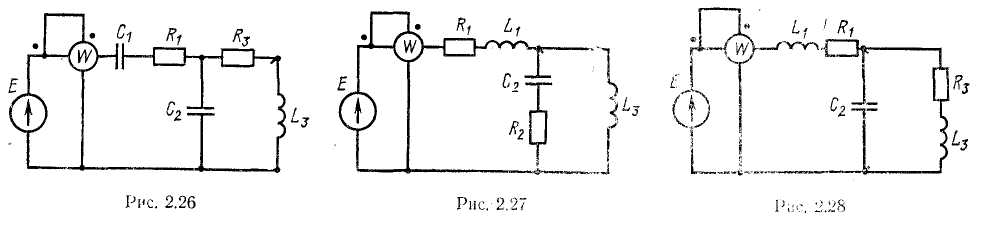 C₁ R₁ R₃
W
E
C₂
L₃
Рис. 2.26
R₁ L₁
W
C₂
E
L₃
R₂
Рис. 2.27
L₁ R₁
W
E
R₃
C₂
L₃
Рис. 2.28